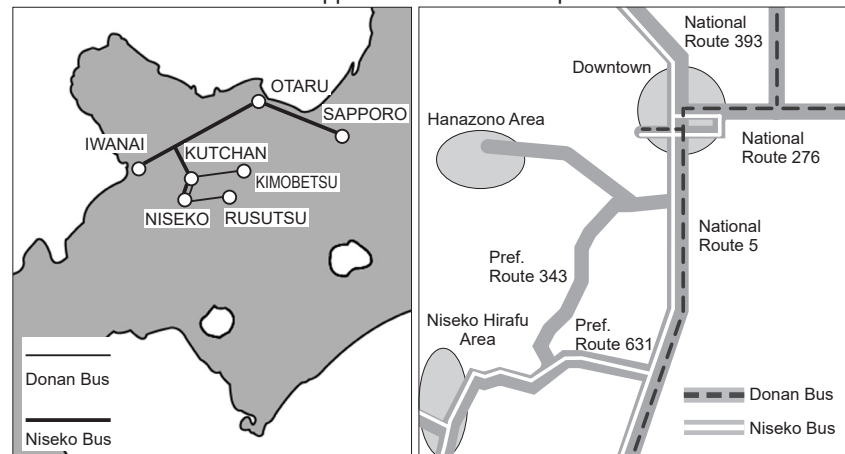 OTARU
SAPPORO
IWANAI
KUTCHAN
KIMOBETSU
NISEKO
RUSUTSU
Donan Bus
Niseko Bus
National
Route 393
Downtown
Hanazono Area
National
Route 276
National
Route 5
Pref.
Route 343
Niseko Hirafu
Area
Pref.
Route 631
Donan Bus
Niseko Bus